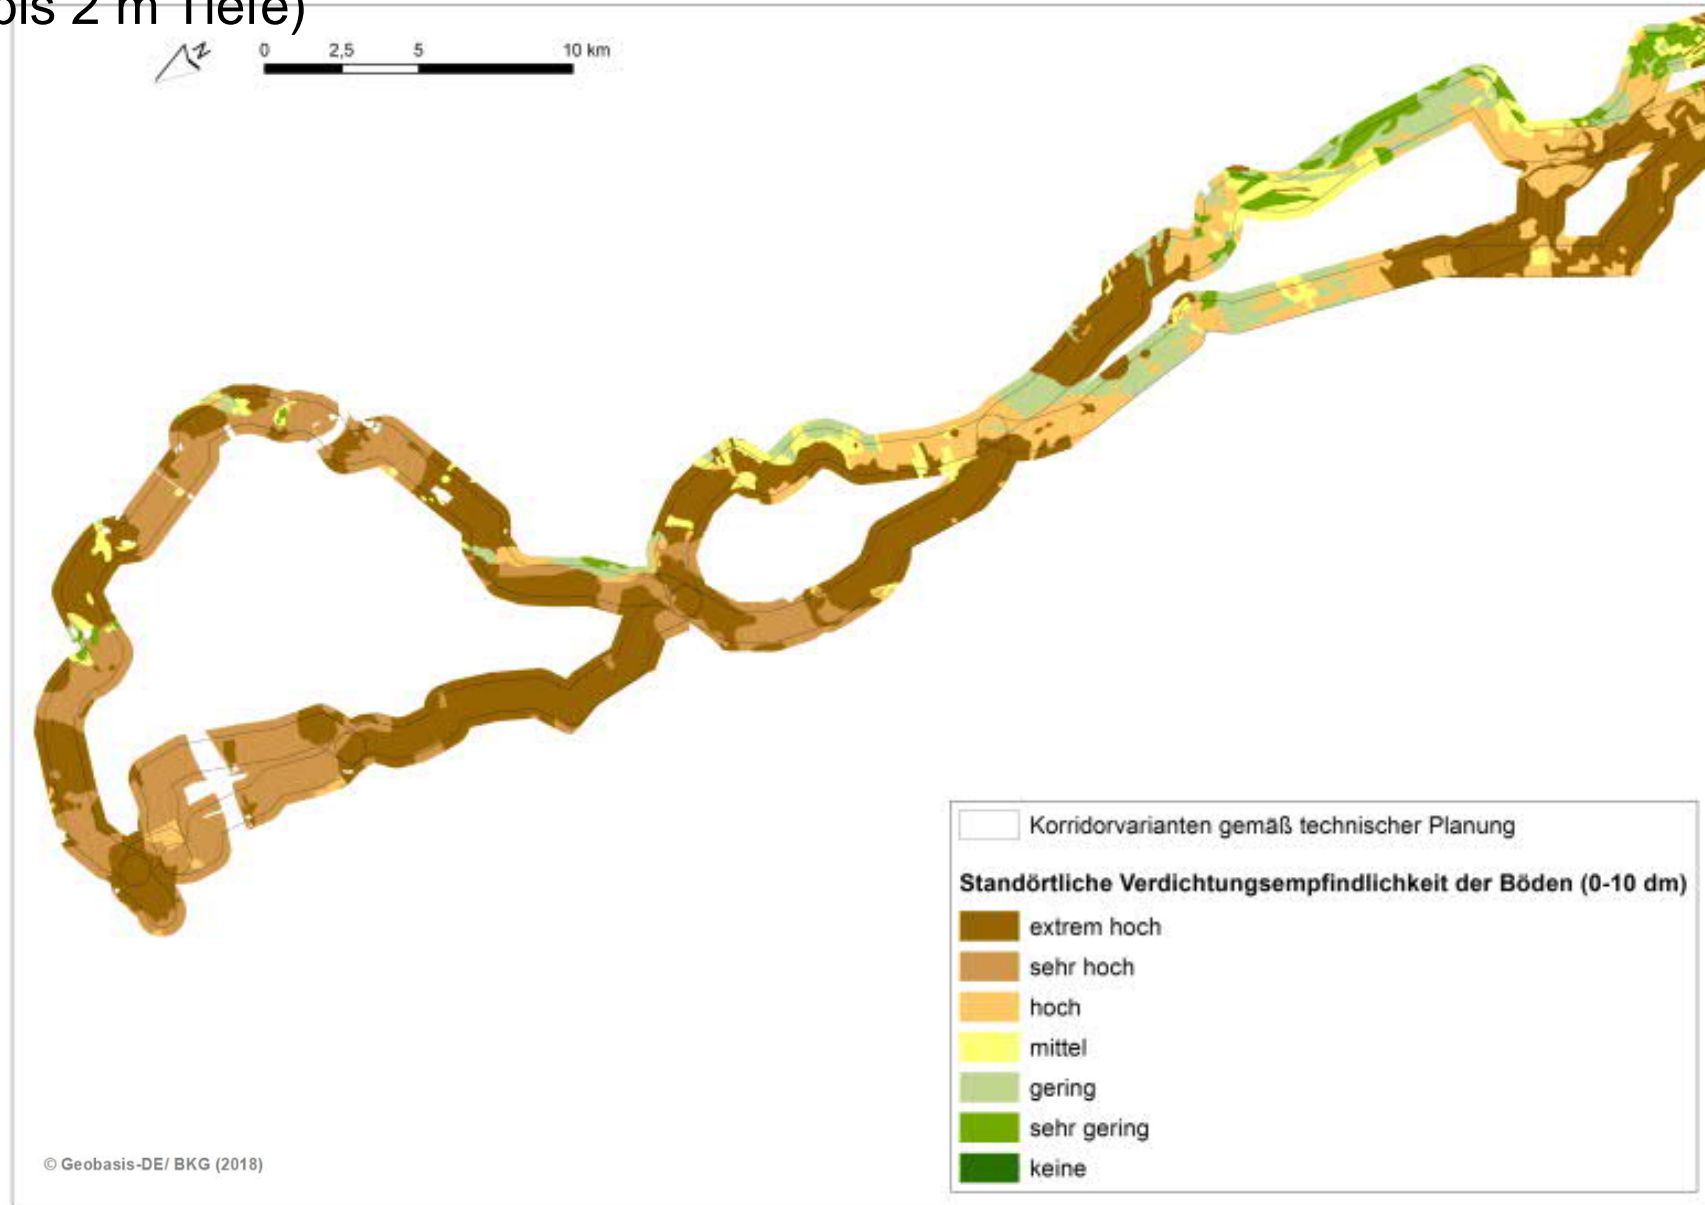 bis 2 m Tiefe)
N
0 2,5 5 10 km
Korridorvarianten gemäß technischer Planung
Standörtliche Verdichtungsempfindlichkeit der Böden (0-10 dm)
extrem hoch
sehr hoch
hoch
mittel
gering
sehr gering
keine
© Geobasis-DE/ BKG (2018)